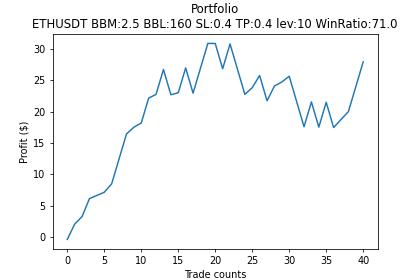 Portfolio
ETHUSDT BBM:2.5 BBL:160 SL:0.4 TP:0.4 lev:10 WinRatio:71.0
30
25
20
15
10
5
0
Profit ($)
0 5 10 15 20 25 30 35 40
Trade counts